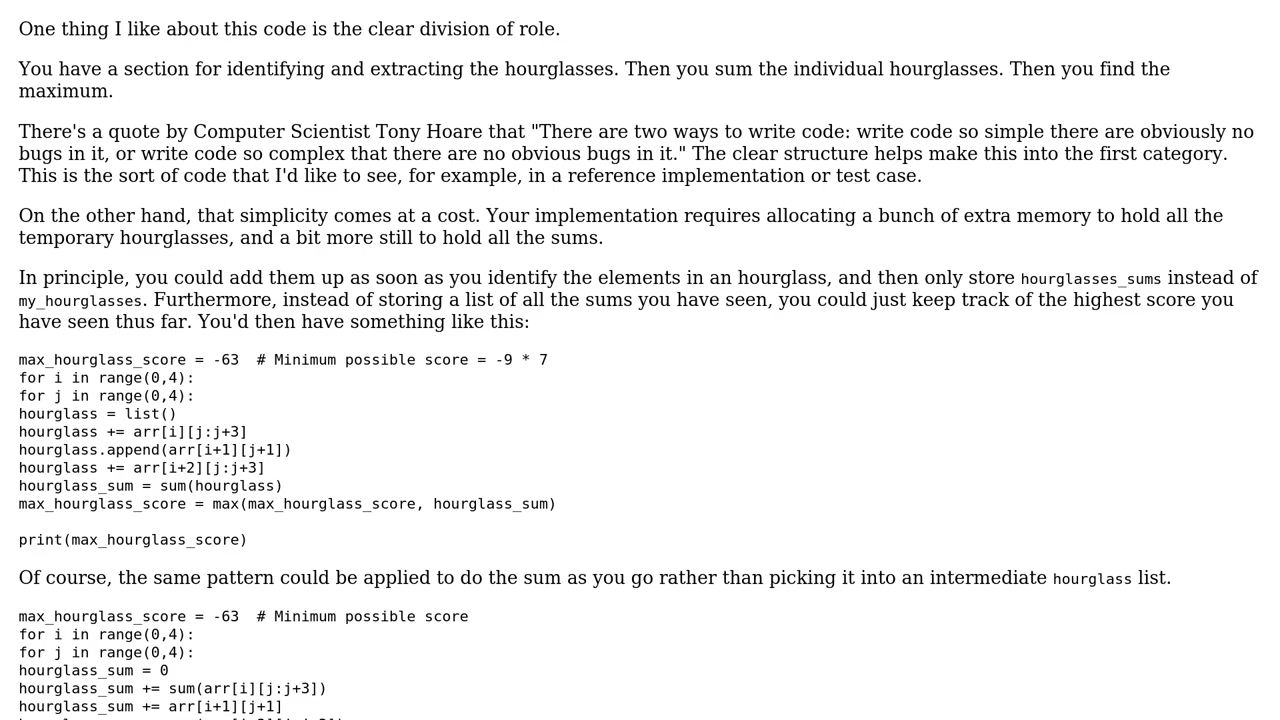 One thing I like about this code is the clear division of role.
You have a section for identifying and extracting the hourglasses. Then you sum the individual hourglasses. Then you find the
maximum.
There's a quote by Computer Scientist Tony Hoare that "There are two ways to write code: write code so simple there are obviously no
bugs in it, or write code so complex that there are no obvious bugs in it." The clear structure helps make this into the first category.
This is the sort of code that I'd like to see, for example, in a reference implementation or test case.
On the other hand, that simplicity comes at a cost. Your implementation requires allocating a bunch of extra memory to hold all the
temporary hourglasses, and a bit more still to hold all the sums.
In principle, you could add them up as soon as you identify the elements in an hourglass, and then only store hourglasses_sums instead of
my_hourglasses. Furthermore, instead of storing a list of all the sums you have seen, you could just keep track of the highest score you
have seen thus far. You'd then have something like this:
max_hourglass_score = -63  # Minimum possible score = -9 * 7
for i in range(0,4):
for j in range(0,4):
hourglass = list()
hourglass += arr[i][j:j+3]
hourglass.append(arr[i+1][j+1])
hourglass += arr[i+2][j:j+3]
hourglass_sum = sum(hourglass)
max_hourglass_score = max(max_hourglass_score, hourglass_sum)
print(max_hourglass_score)
Of course, the same pattern could be applied to do the sum as you go rather than picking it into an intermediate hourglass list.
max_hourglass_score = -63  # Minimum possible score
for i in range(0,4):
for j in range(0,4):
hourglass_sum = 0
hourglass_sum += sum(arr[i][j:j+3])
hourglass_sum += arr[i+1][j+1]